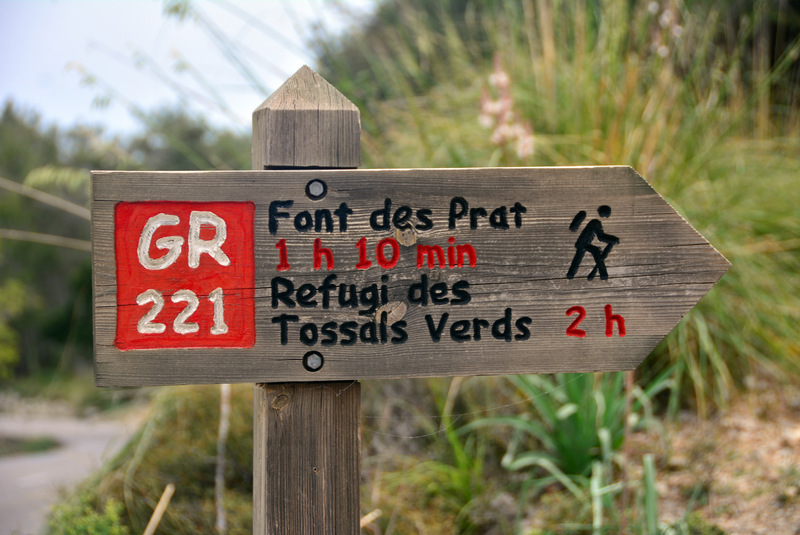 GR
221
Font des Prat
1 h 10 min
Refugi des
Tossals Verds 2 h